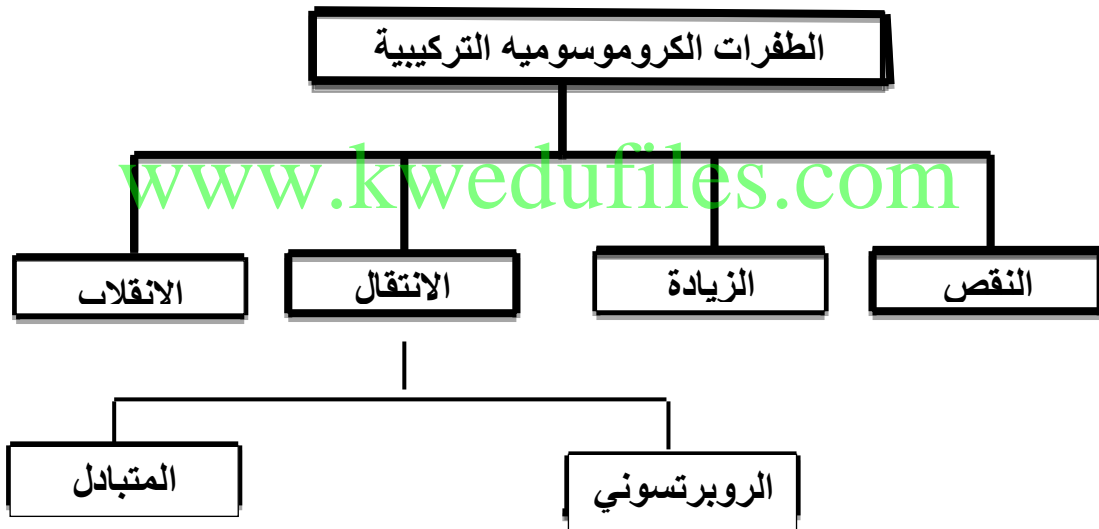 الطفرات الكروموسوميه التركيبية
www.kwedufiles.com
النقص
الزيادة
الانتقال
الانقلاب
الروبرتسوني
المتبادل